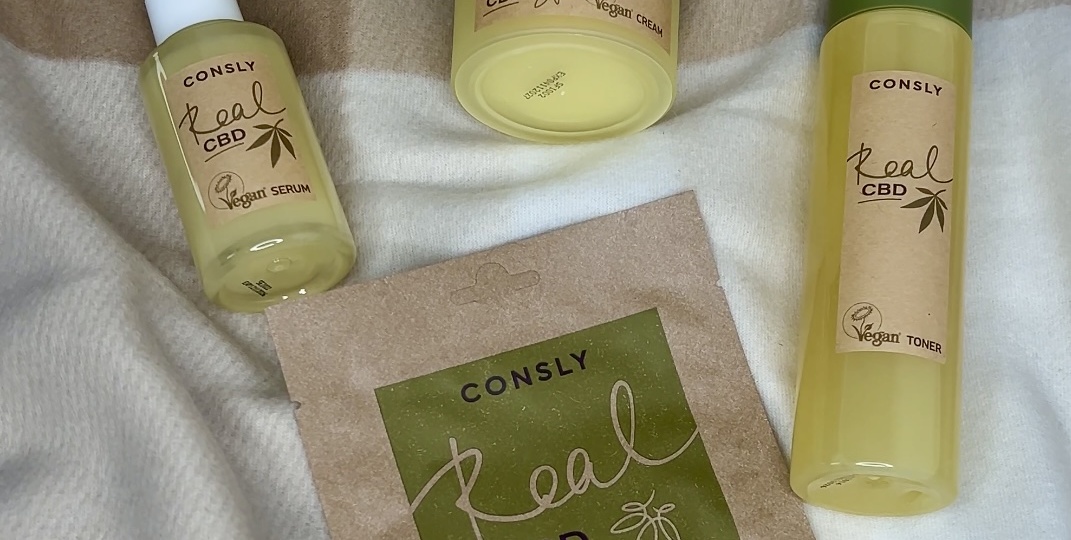 CONSLY
Real
CBD
Vegan SERUM
Vegan CREAM
CONSLY
Real
CBD
Vegan TONER
CONSLY
Real